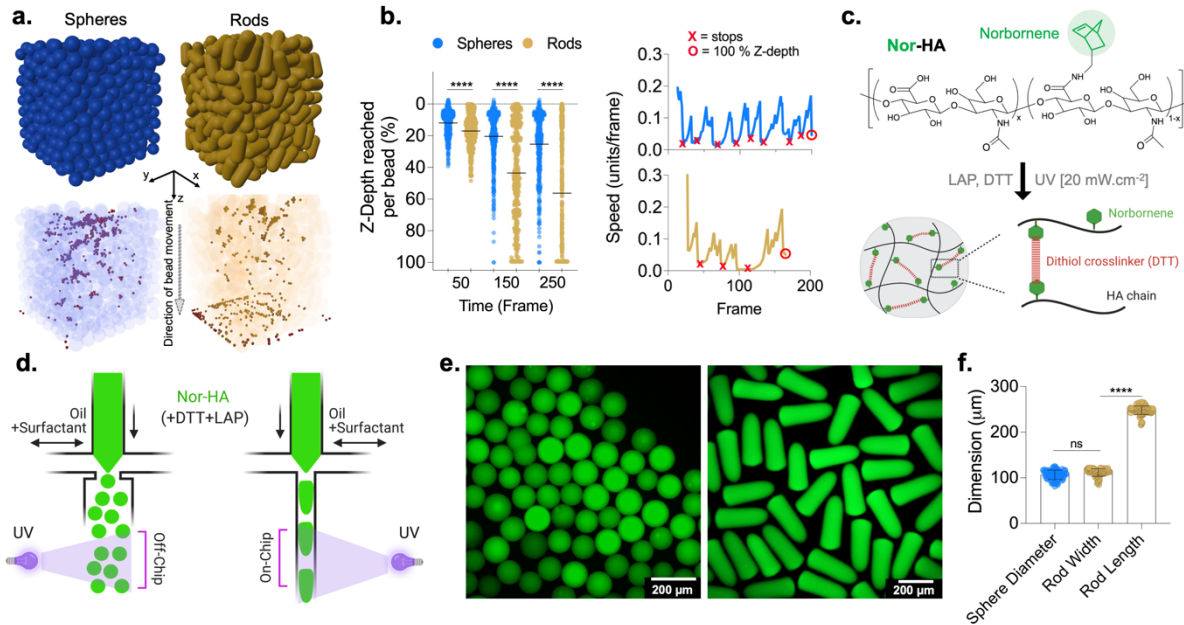 a.
Spheres
Rods
y
x
z
Direction of bead movement
b.
Spheres
Rods
****
****
****
Z-Depth reached
per bead (%)
0
20
40
60
80
100
50
150
250
Time (Frame)
x = stops
O = 100 % Z-depth
Speed (units/frame)
0.3
0.2
0.1
0.0
0.3
0.2
0.1
0.0
0
100
200
Frame
c.
Nor-HA
Norbornene
LAP, DTT
UV [20 mW.cm-2]
Norbornene
Dithiol crosslinker (DTT)
HA chain
d.
Nor-HA
(+DTT+LAP)
Oil
+Surfactant
Oil
+Surfactant
UV
Off-Chip
On-Chip
UV
e.
200 µm
200 µm
f.
Dimension (µm)
300
200
100
0
ns
****
Sphere Diameter
Rod Width
Rod Length